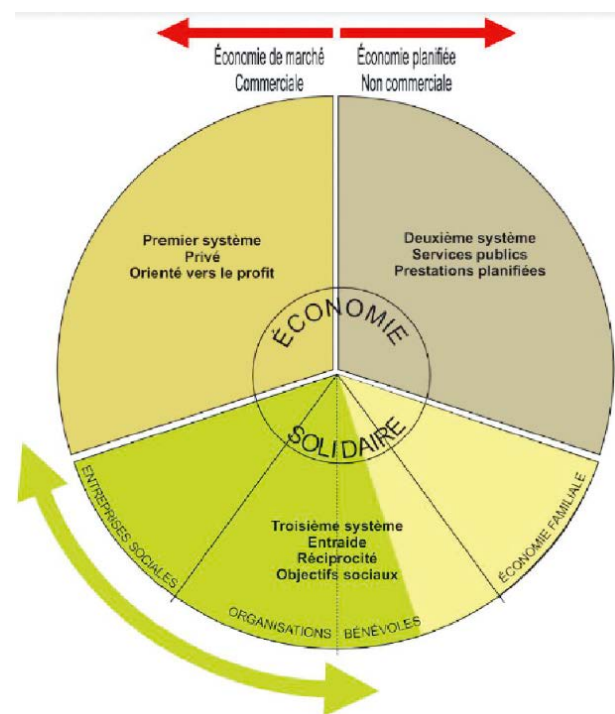 Économie de marché
Commerciale
Économie planifiée
Non commerciale
Premier système
Privé
Orienté vers le profit
Deuxième système
Services publics
Prestations planifiées
ÉCONOMIE
SOLIDAIRE
Troisième système
Entraide
Réciprocité
Objectifs sociaux
ENTREPRISES SOCIALES
ORGANISATIONS BÉNÉVOLES
ÉCONOMIE FAMILIALE